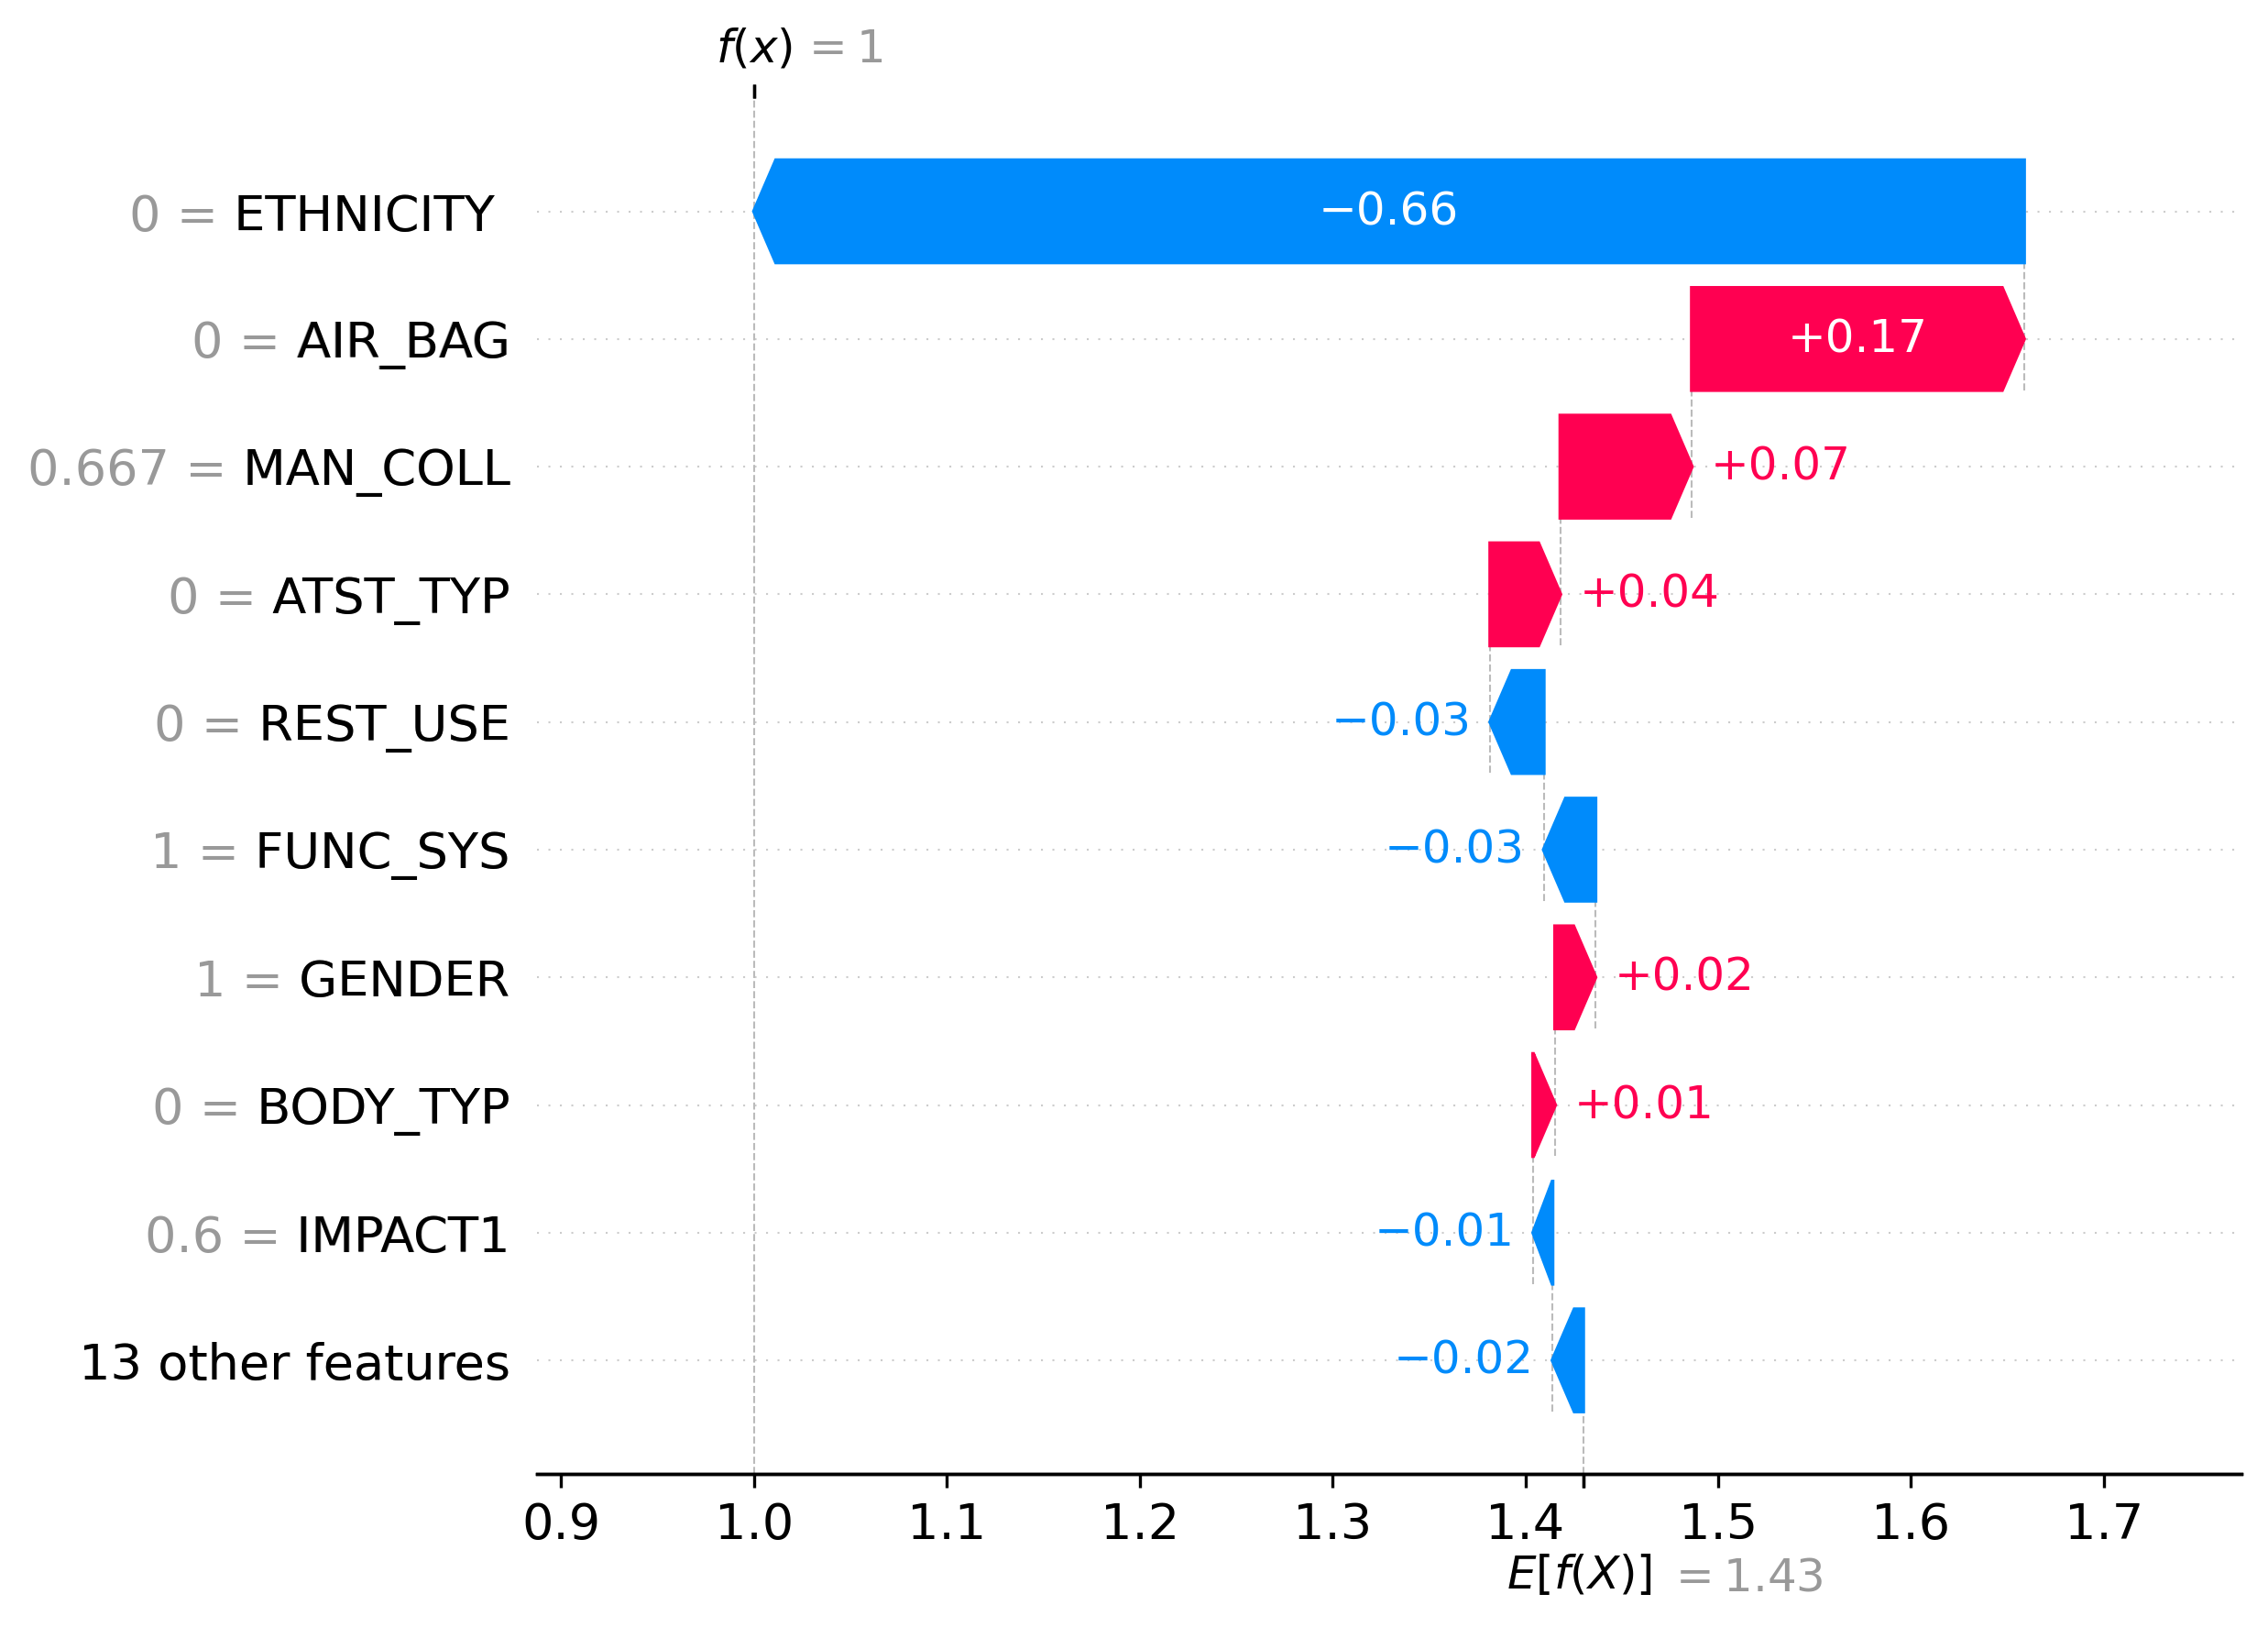 f(x) = 1
0 = ETHNICITY
−0.66
0 = AIR_BAG
+0.17
0.667 = MAN_COLL
+0.07
0 = ATST_TYP
+0.04
0 = REST_USE
−0.03
1 = FUNC_SYS
−0.03
1 = GENDER
+0.02
0 = BODY_TYP
+0.01
0.6 = IMPACT1
−0.01
13 other features
−0.02
0.9 1.0 1.1 1.2 1.3 1.4 1.5 1.6 1.7
E[f(X)] = 1.43